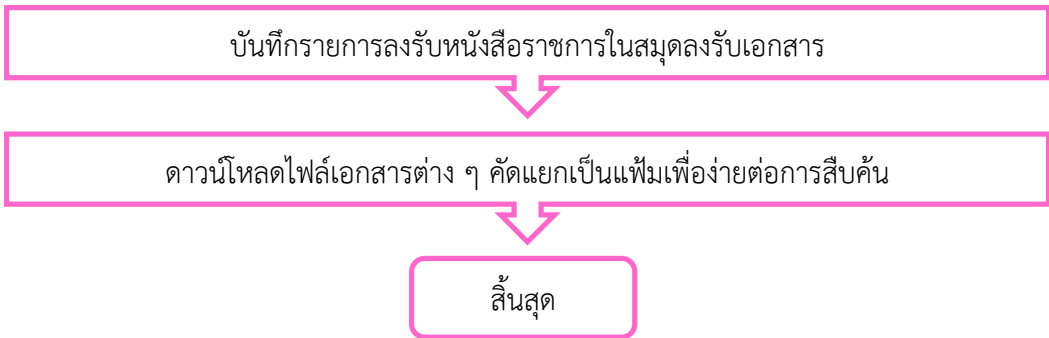 บันทึกรายการลงรับหนังสือราชการในสมุดลงรับเอกสาร
ดาวน์โหลดไฟล์เอกสารต่าง ๆ คัดแยกเป็นแฟ้มเพื่อง่ายต่อการสืบค้น
สิ้นสุด